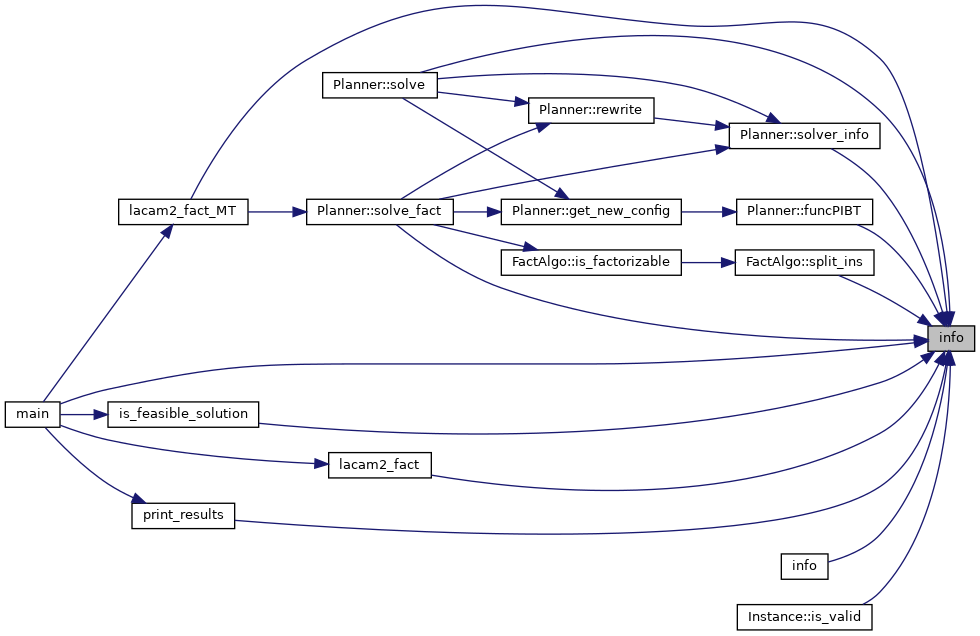 Planner::solve
Planner::rewrite
Planner::solver_info
lacam2_fact_MT
Planner::solve_fact
Planner::get_new_config
Planner::funcPIBT
FactAlgo::is_factorizable
FactAlgo::split_ins
info
main
is_feasible_solution
lacam2_fact
print_results
info
Instance::is_valid